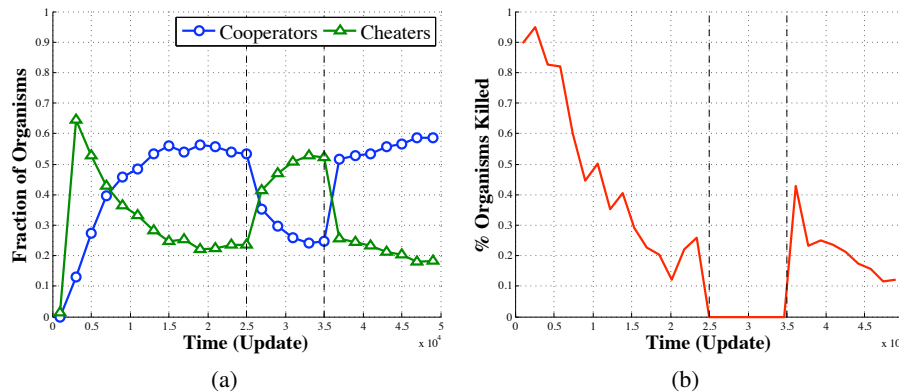 Cooperators Cheaters
Fraction of Organisms
1
0.9
0.8
0.7
0.6
0.5
0.4
0.3
0.2
0.1
0
0 0.5 1 1.5 2 2.5 3 3.5 4 4.5 5
x 10^4
Time (Update)
(a)
% Organisms Killed
1
0.9
0.8
0.7
0.6
0.5
0.4
0.3
0.2
0.1
0
0 0.5 1 1.5 2 2.5 3 3.5 4 4.5
x 10^4
Time (Update)
(b)